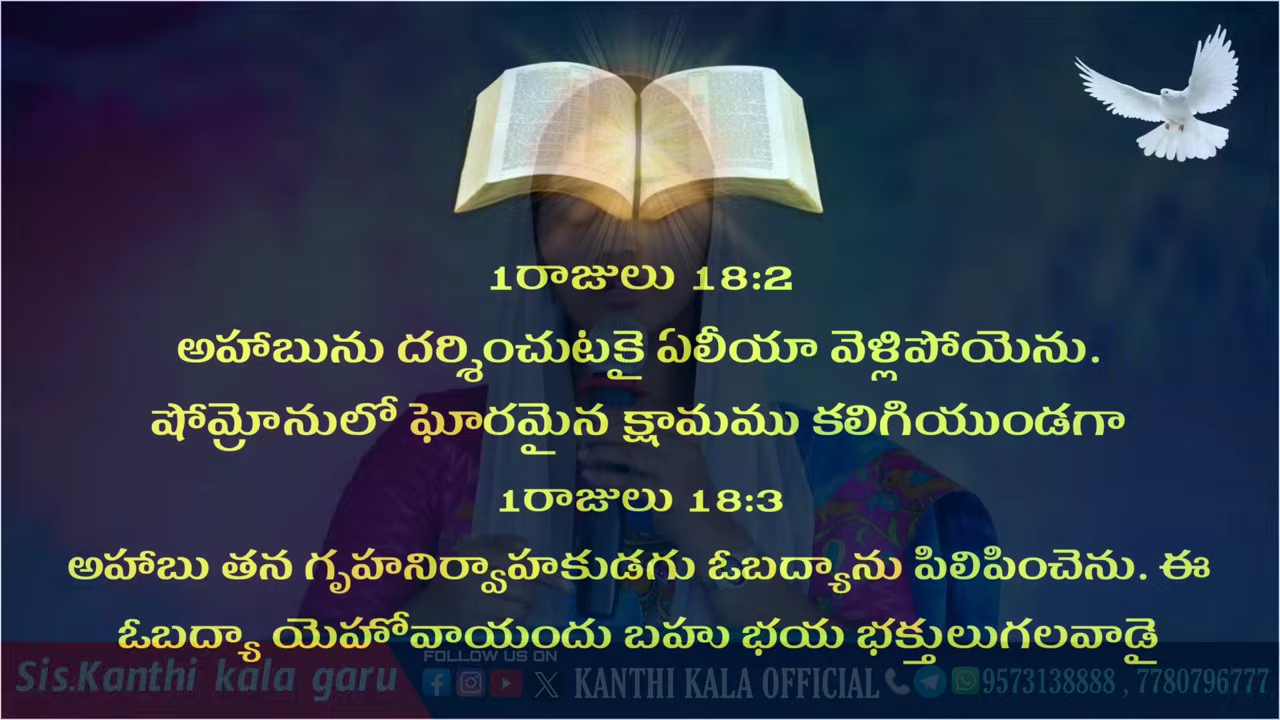 1రాజులు 18:2
అహాబును దర్శించుటకై ఏలీయా వెళ్లిపోయెను.
షోమ్రోనులో ఘోరమైన క్షామము కలిగియుండగా
1రాజులు 18:3
అహాబు తన గృహనిర్వాహకుడగు ఓబద్యాను పిలిపించెను. ఈ
ఓబద్యా యెహోవాయందు బహు భయ భక్తులుగలవాడై
FOLLOW US ON
Sis.Kanthi kala garu KANTHI KALA OFFICIAL 9573138888 , 7780796777